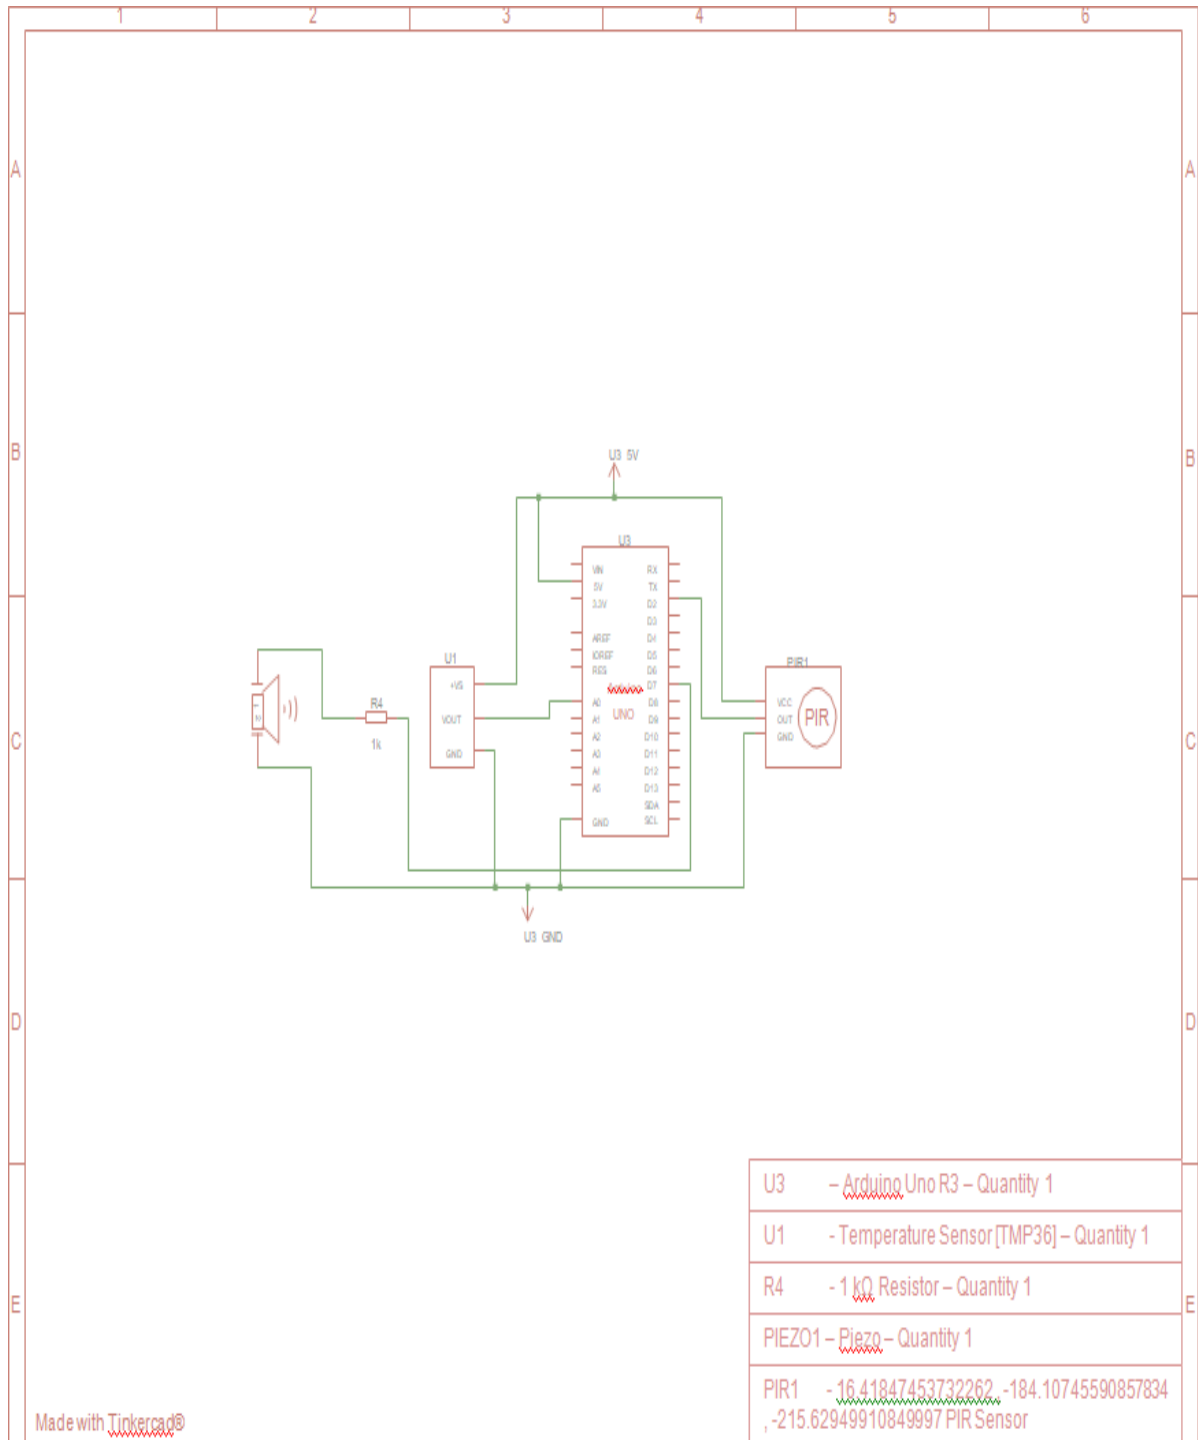 1 2 3 4 5 6
A A
B B
C C
D D
E E
U3 5V
U3
VIN RX
5V TX
3.3V D2
D3
AREF D4
IOREF D5
RES D6
Arduino D7
A0 D8
UNO
A1 D9
A2 D10
A3 D11
A4 D12
A5 D13
SDA
GND SCL
U1
+VS
VOUT
GND
R4
1k
1
2
PIR1
VCC
OUT
GND
PIR
U3 GND
U3 – Arduino Uno R3 – Quantity 1
U1 - Temperature Sensor [TMP36] – Quantity 1
R4 - 1 kΩ Resistor – Quantity 1
PIEZO1 – Piezo – Quantity 1
PIR1 - 16.41847453732262 , -184.10745590857834
, -215.62949910849997 PIR Sensor
Made with Tinkercad®